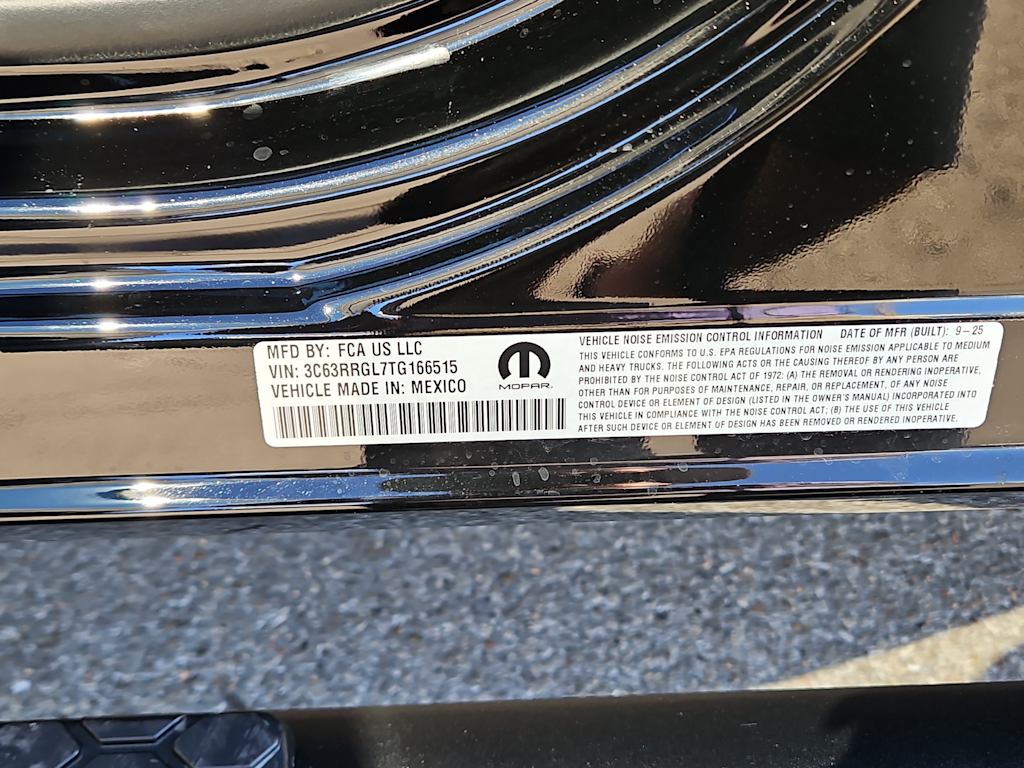 MFD BY: FCA US LLC
VIN: 3C63RRGL7TG166515
VEHICLE MADE IN: MEXICO
MOPAR.
VEHICLE NOISE EMISSION CONTROL INFORMATION DATE OF MFR (BUILT): 9-25
THIS VEHICLE CONFORMS TO U.S. EPA REGULATIONS FOR NOISE EMISSION APPLICABLE TO MEDIUM
AND HEAVY TRUCKS. THE FOLLOWING ACTS OR THE CAUSING THEREOF BY ANY PERSON ARE
PROHIBITED BY THE NOISE CONTROL ACT OF 1972: (A) THE REMOVAL OR RENDERING INOPERATIVE,
OTHER THAN FOR PURPOSES OF MAINTENANCE, REPAIR, OR REPLACEMENT, OF ANY NOISE
CONTROL DEVICE OR ELEMENT OF DESIGN (LISTED IN THE OWNER'S MANUAL) INCORPORATED INTO
THIS VEHICLE IN COMPLIANCE WITH THE NOISE CONTROL ACT; (B) THE USE OF THIS VEHICLE
AFTER SUCH DEVICE OR ELEMENT OF DESIGN HAS BEEN REMOVED OR RENDERED INOPERATIVE.